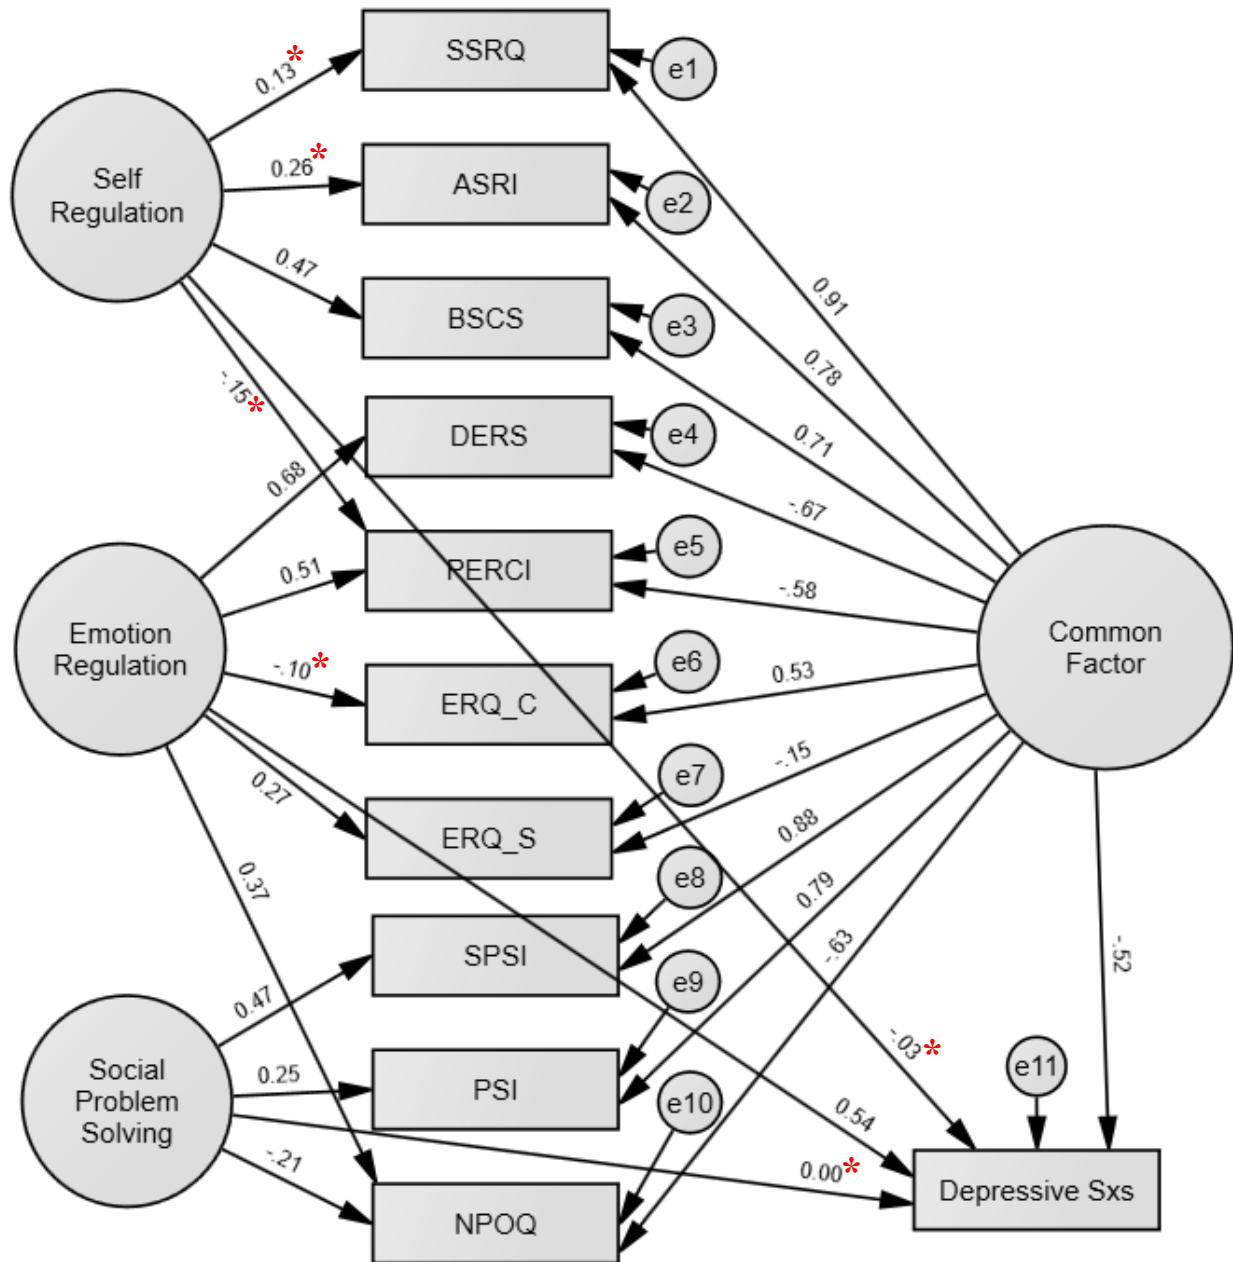 SSRQ
e1
0.13*
0.91
Self
Regulation
0.26*
ASRI
e2
0.78
0.47
BSCS
e3
0.71
-.15*
DERS
e4
-.67
0.68
0.51
PERCI
e5
-.58
Common
Factor
Emotion
Regulation
-.10*
ERQ_C
e6
0.53
0.27
ERQ_S
e7
-.15
0.37
0.88
e8
0.79
-.63
SPSI
0.47
e9
-.52
-.03*
e11
Social
Problem
Solving
0.25
PSI
e10
0.54
-.21
0.00*
NPOQ
Depressive Sxs